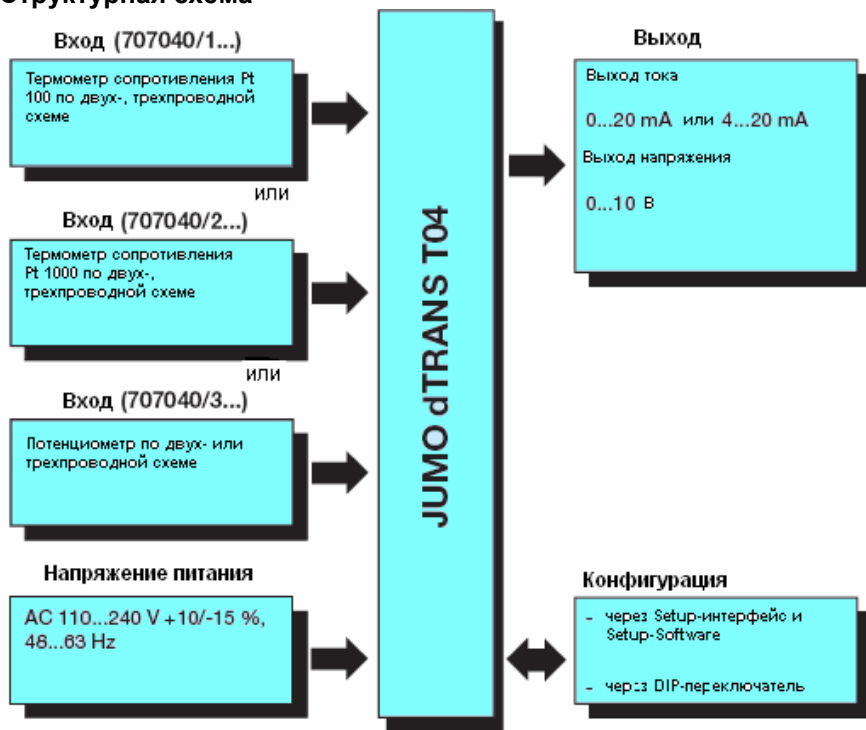 Структурная схема
Вход (707040/1...)
Термометр сопротивления Pt
100 по двух-, трехпроводной
схеме
или
Вход (707040/2...)
Термометр сопротивления
Pt 1000 по двух-,
трехпроводной схеме
или
Вход (707040/3...)
Потенциометр по двух- или
трехпроводной схеме
Напряжение питания
AC 110...240 V +10/-15 %,
48...63 Hz
JUMO dTRANS T04
Выход
Выход тока
0...20 mA или 4...20 mA
Выход напряжения
0...10 В
Конфигурация
- через Setup-интерфейс и
Setup-Software
- через DIP-переключатель